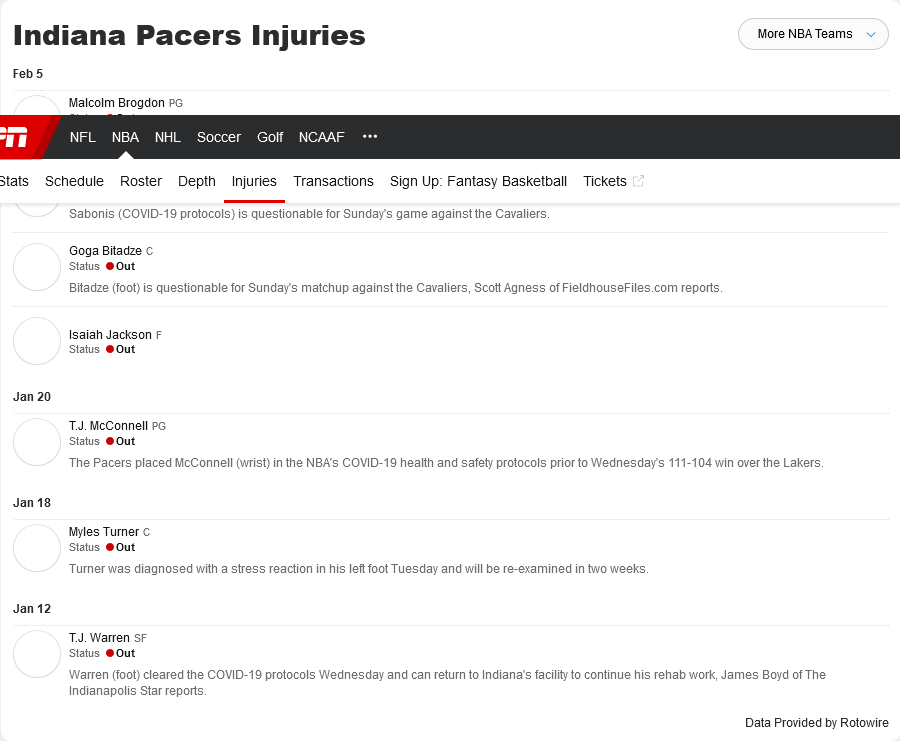 Indiana Pacers Injuries
More NBA Teams
Feb 5
Malcolm Brogdon PG
NFL NBA NHL Soccer Golf NCAAF •••
Stats Schedule Roster Depth Injuries Transactions Sign Up: Fantasy Basketball Tickets
Sabonis (COVID-19 protocols) is questionable for Sunday's game against the Cavaliers.
Goga Bitadze C
Status Out
Bitadze (foot) is questionable for Sunday's matchup against the Cavaliers, Scott Agness of FieldhouseFiles.com reports.
Isaiah Jackson F
Status Out
Jan 20
T.J. McConnell PG
Status Out
The Pacers placed McConnell (wrist) in the NBA's COVID-19 health and safety protocols prior to Wednesday's 111-104 win over the Lakers.
Jan 18
Myles Turner C
Status Out
Turner was diagnosed with a stress reaction in his left foot Tuesday and will be re-examined in two weeks.
Jan 12
T.J. Warren SF
Status Out
Warren (foot) cleared the COVID-19 protocols Wednesday and can return to Indiana's facility to continue his rehab work, James Boyd of The
Indianapolis Star reports.
Data Provided by Rotowire